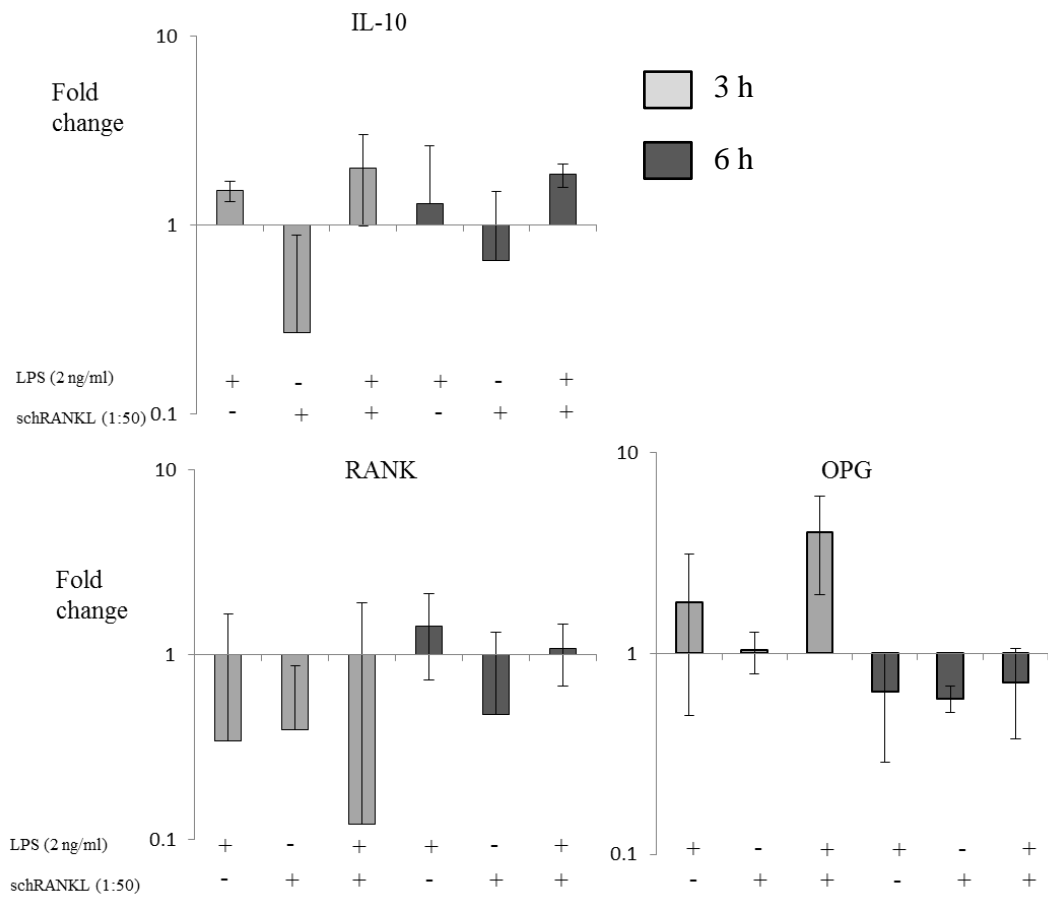 IL-10
10
Fold
change
3 h
6 h
1
LPS (2 ng/ml) + - + + - +
schRANKL (1:50) 0.1 - + + - + +
RANK
10
Fold
change
1
0.1
LPS (2 ng/ml) + - + + - +
schRANKL (1:50) - + + - + +
OPG
10
1
0.1
+ - + + - +
- + + - + +